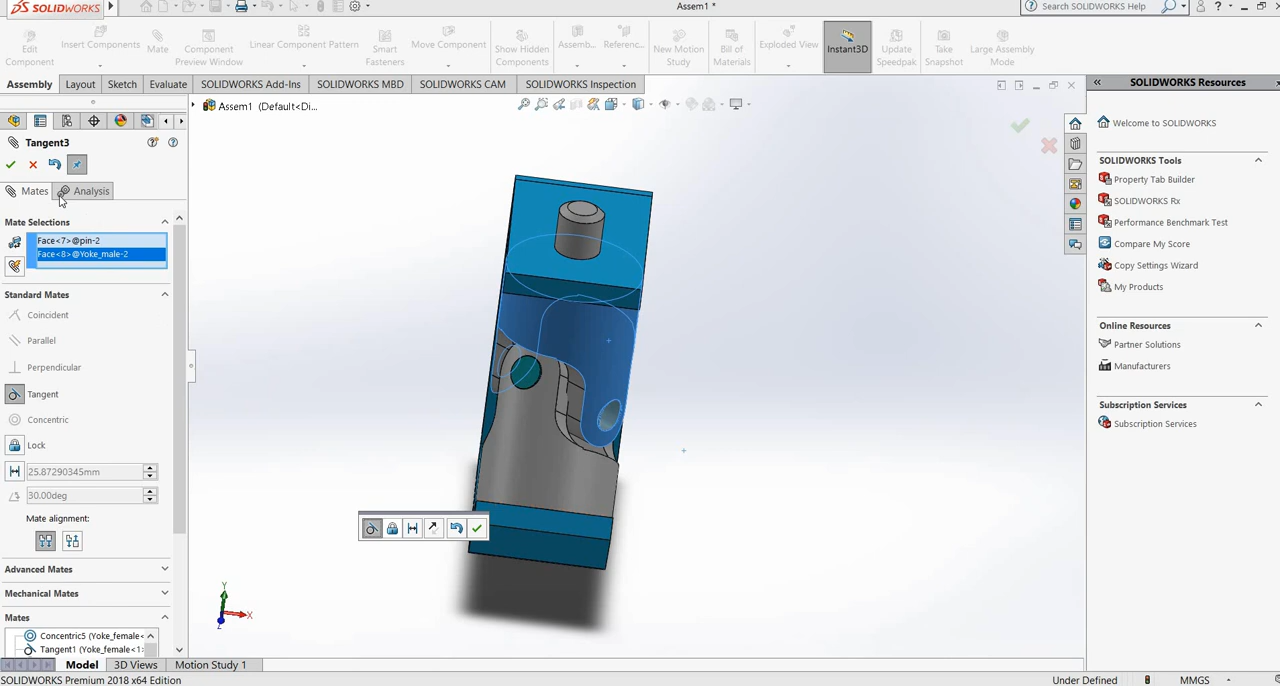 SOLIDWORKS
Assem1 *
Search SOLIDWORKS Help
Edit Component
Insert Components
Mate
Component Preview Window
Linear Component Pattern
Smart Fasteners
Move Component
Show Hidden Components
Assemb...
Referenc...
New Motion Study
Bill of Materials
Exploded View
Instant3D
Update Speedpak
Take Snapshot
Large Assembly Mode
Assembly
Layout
Sketch
Evaluate
SOLIDWORKS Add-Ins
SOLIDWORKS MBD
SOLIDWORKS CAM
SOLIDWORKS Inspection
Assem1 (Default<Di...
SOLIDWORKS Resources
Tangent3
Mates
Analysis
Mate Selections
Face<7>@pin-2
Face<8>@Yoke_male-2
Standard Mates
Coincident
Parallel
Perpendicular
Tangent
Concentric
Lock
25.87290345mm
30.00deg
Mate alignment:
Advanced Mates
Mechanical Mates
Mates
Concentric5 (Yoke_female<
Tangent1 (Yoke_female<1>
Y
X
Z
Welcome to SOLIDWORKS
SOLIDWORKS Tools
Property Tab Builder
SOLIDWORKS Rx
Performance Benchmark Test
Compare My Score
Copy Settings Wizard
My Products
Online Resources
Partner Solutions
Manufacturers
Subscription Services
Subscription Services
Model
3D Views
Motion Study 1
SOLIDWORKS Premium 2018 x64 Edition
Under Defined
MMGS